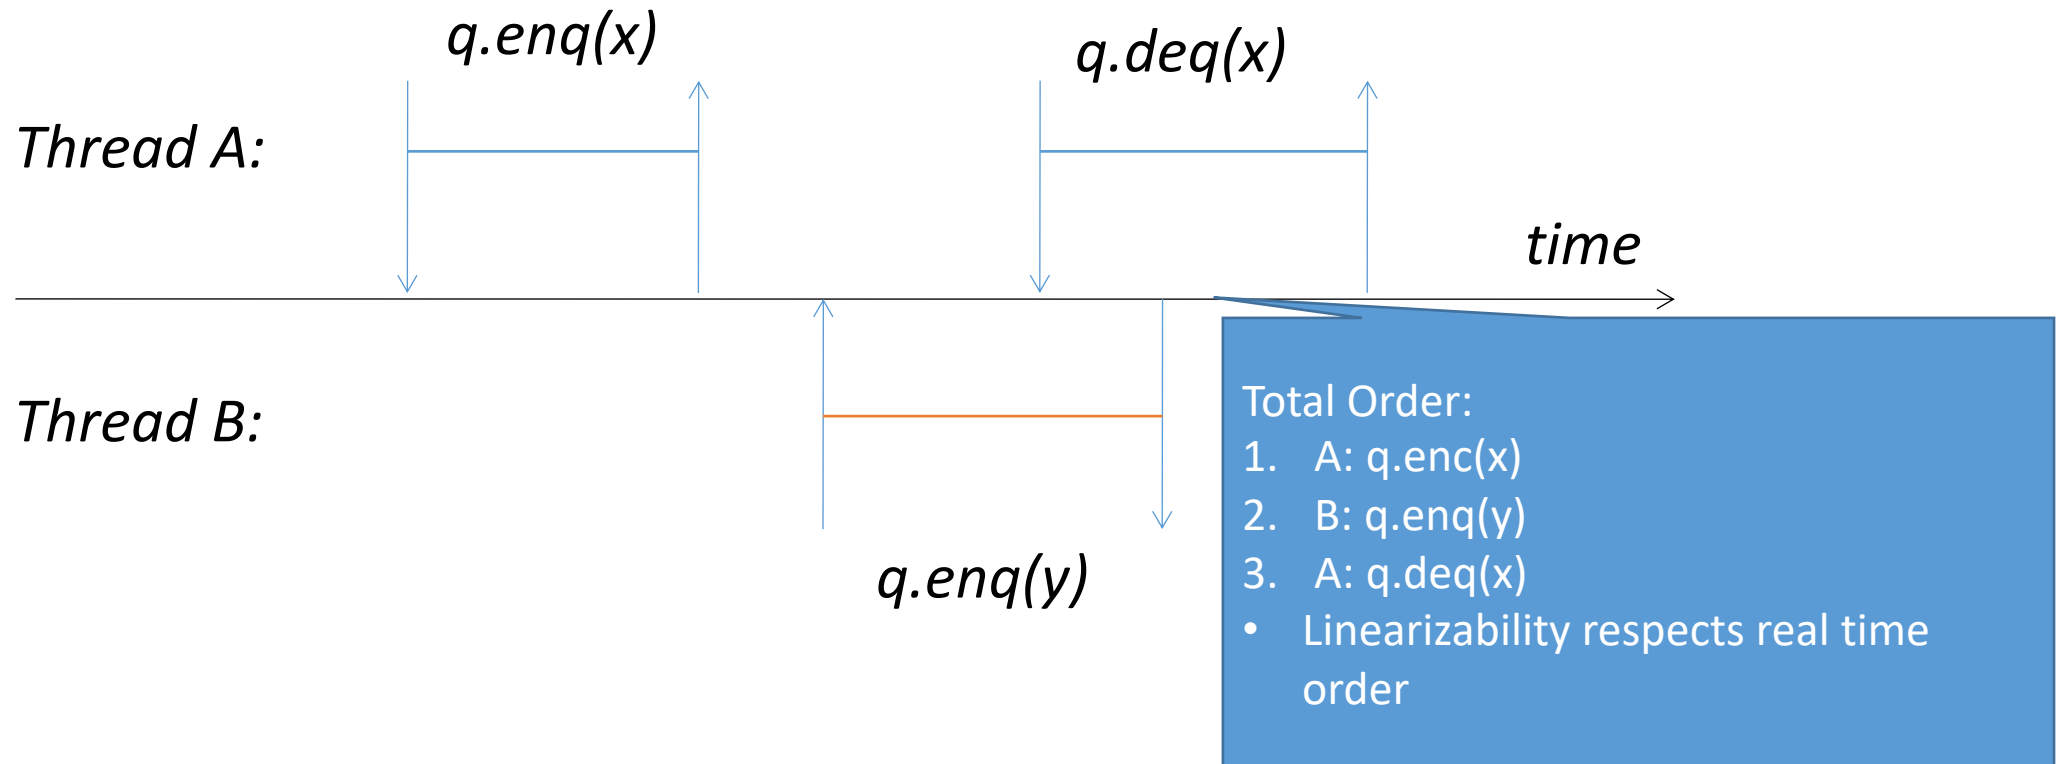 q.enq(x)
q.deq(x)
Thread A:
time
Thread B:
q.enq(y)
Total Order:
1. A: q.enc(x)
2. B: q.enq(y)
3. A: q.deq(x)
• Linearizability respects real time
order